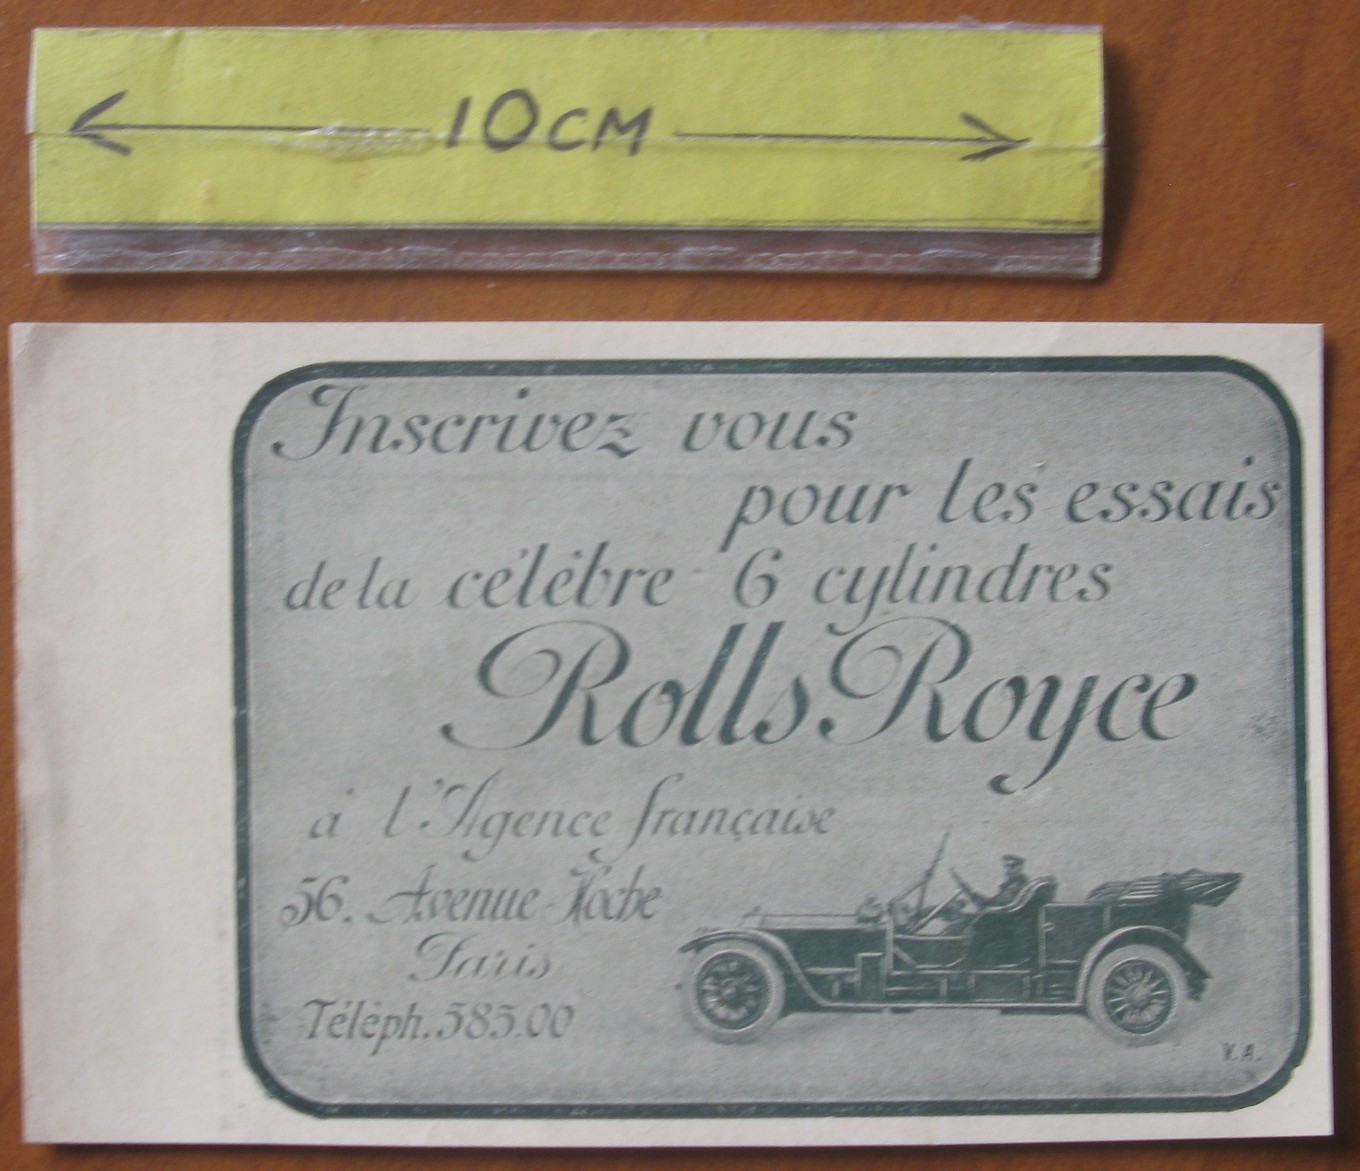 10CM
Inscrivez vous
pour les essais
de la célèbre 6 cylindres
Rolls.Royce
à l'Agence française
56. Avenue Hoche
Paris
Téléph.585.00
V.A.